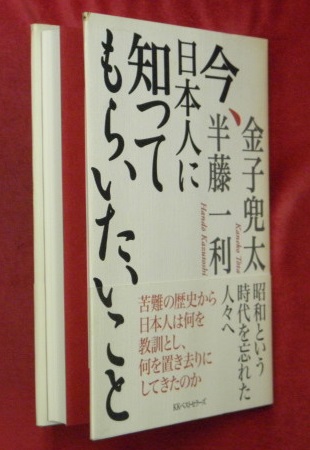 金子兜太
Kaneko Tota
半藤一利
Hando Kazutoshi
今、
日本人に
知って
もらいたいこと
昭和という
時代を忘れた
人々へ
苦難の歴史から
日本人は何を
教訓とし、
何を置き去りに
してきたのか
KKベストセラーズ